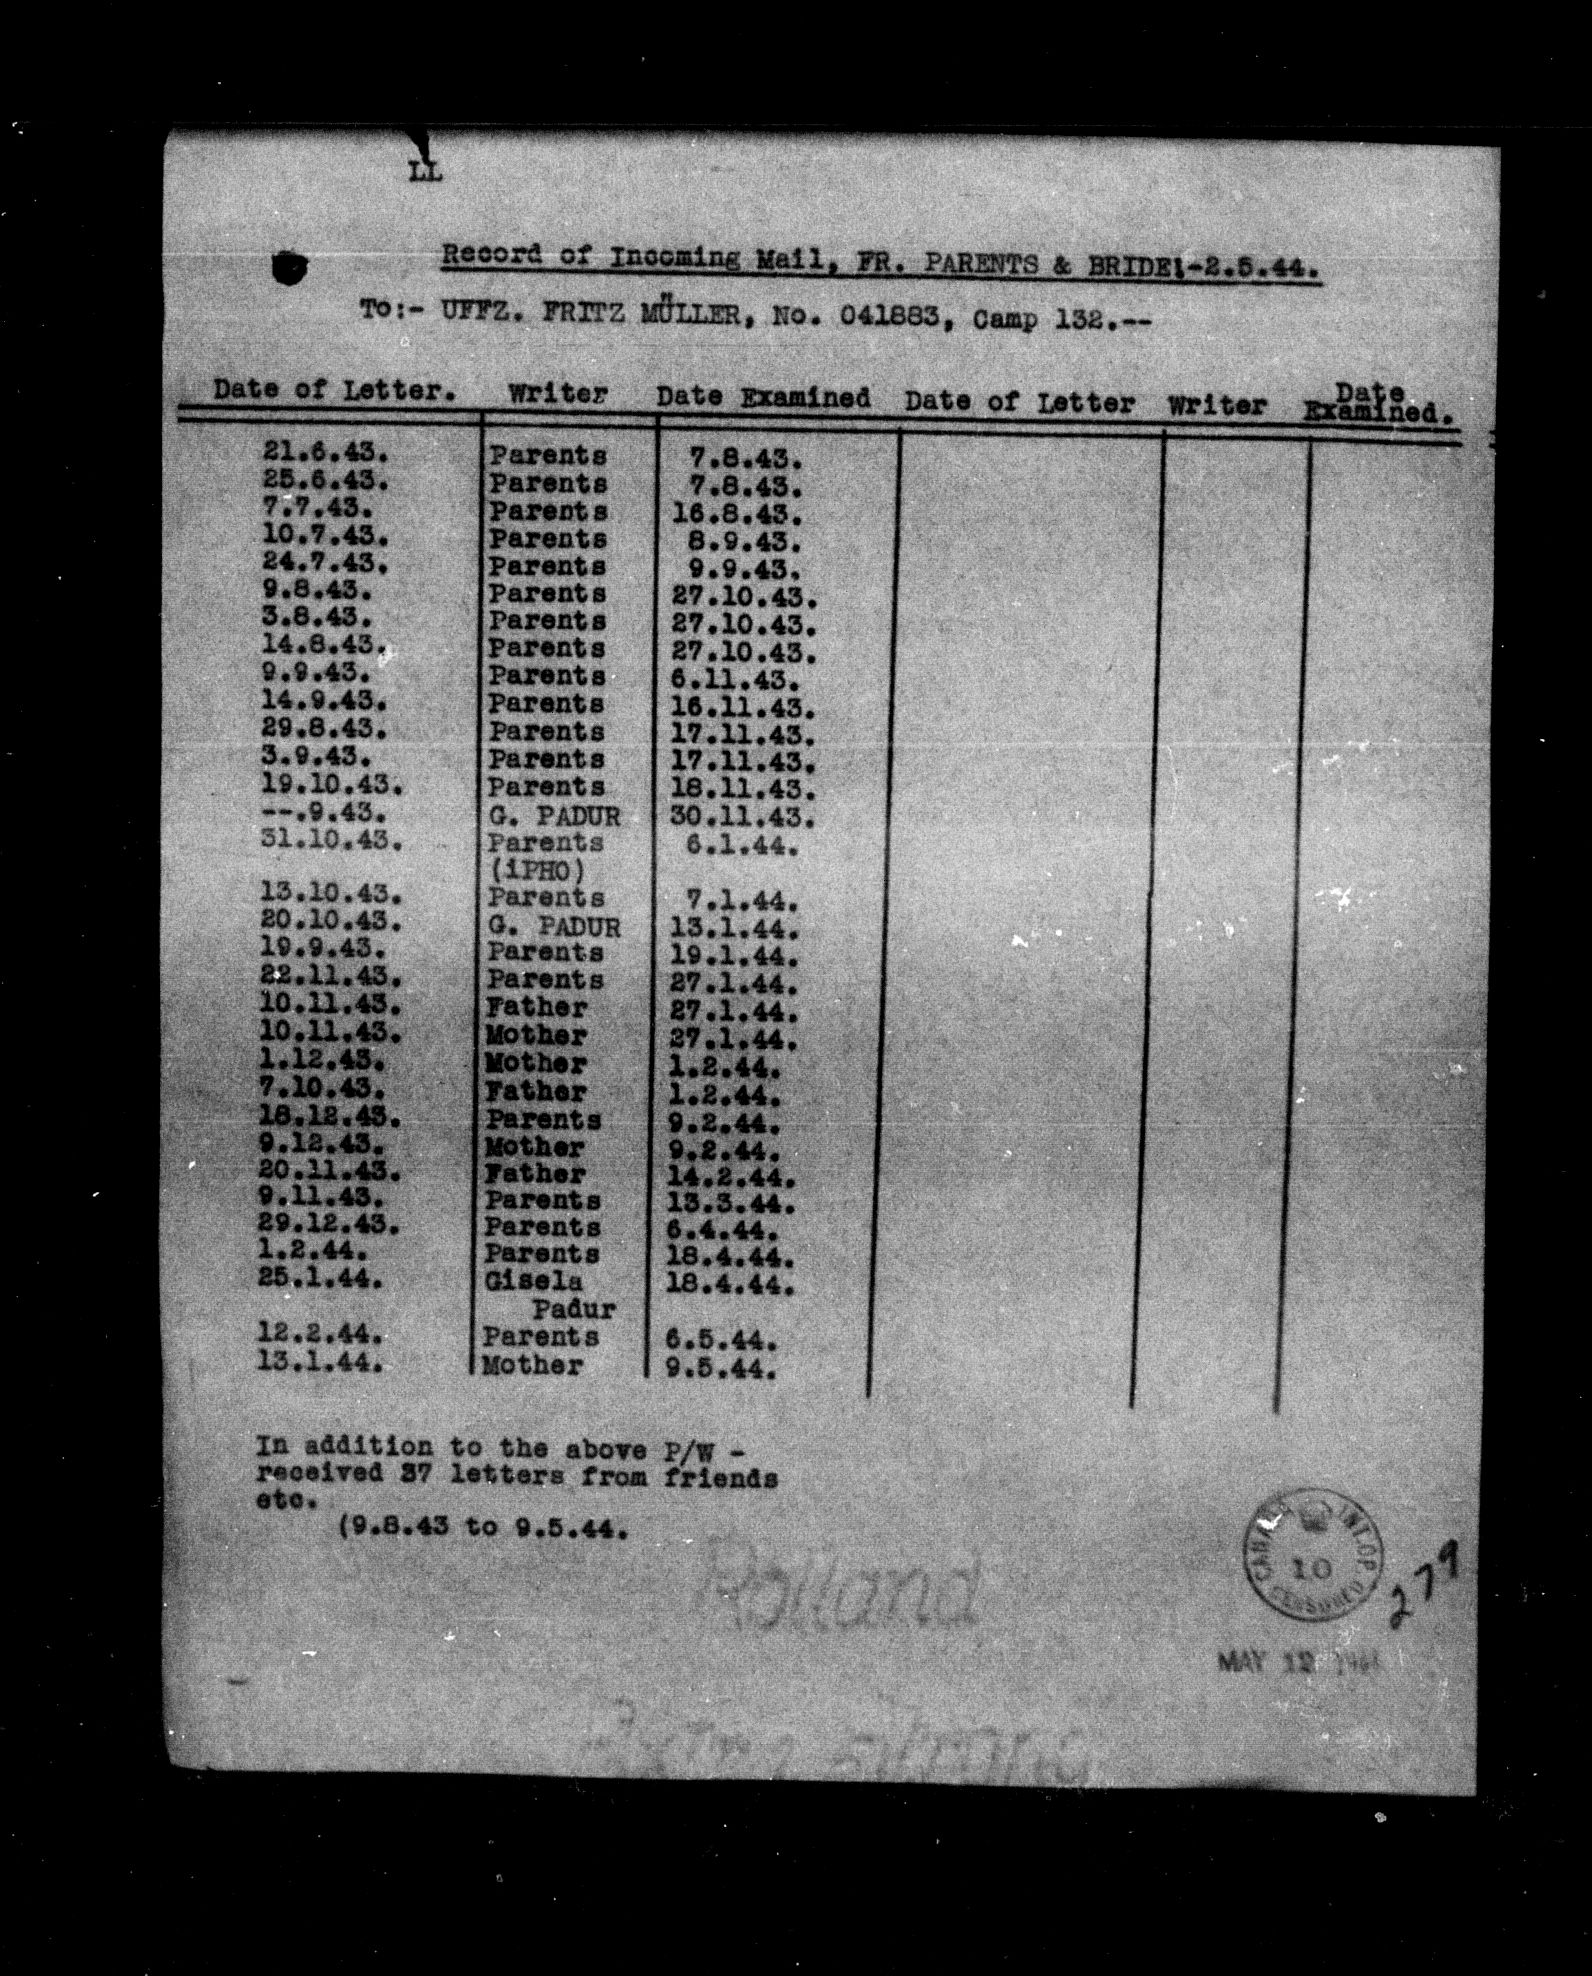 LL
Record of Incoming Mail, FR. PARENTS & BRIDE:-2.5.44.
To:- UFFZ. FRITZ MÜLLER, No. 041883, Camp 132.--
Date of Letter. Writer Date Examined Date of Letter Writer Date Examined.
21.6.43. Parents 7.8.43.
25.6.43. Parents 7.8.43.
7.7.43. Parents 16.8.43.
10.7.43. Parents 8.9.43.
24.7.43. Parents 9.9.43.
9.8.43. Parents 27.10.43.
3.8.43. Parents 27.10.43.
14.8.43. Parents 27.10.43.
9.9.43. Parents 6.11.43.
14.9.43. Parents 16.11.43.
29.8.43. Parents 17.11.43.
3.9.43. Parents 17.11.43.
19.10.43. Parents 18.11.43.
--.9.43. G. PADUR 30.11.43.
31.10.43. Parents 6.1.44.
(1PHO)
13.10.43. Parents 7.1.44.
20.10.43. G. PADUR 13.1.44.
19.9.43. Parents 19.1.44.
22.11.43. Parents 27.1.44.
10.11.43. Father 27.1.44.
10.11.43. Mother 27.1.44.
1.12.43. Mother 1.2.44.
7.10.43. Father 1.2.44.
18.12.43. Parents 9.2.44.
9.12.43. Mother 9.2.44.
20.11.43. Father 14.2.44.
9.11.43. Parents 13.3.44.
29.12.43. Parents 6.4.44.
1.2.44. Parents 18.4.44.
25.1.44. Gisela 18.4.44.
Padur
12.2.44. Parents 6.5.44.
13.1.44. Mother 9.5.44.
In addition to the above P/W -
received 37 letters from friends
etc.
(9.8.43 to 9.5.44.
Holland
CANADA INT.OP.
10
CENSORED
279
MAY 12 1944